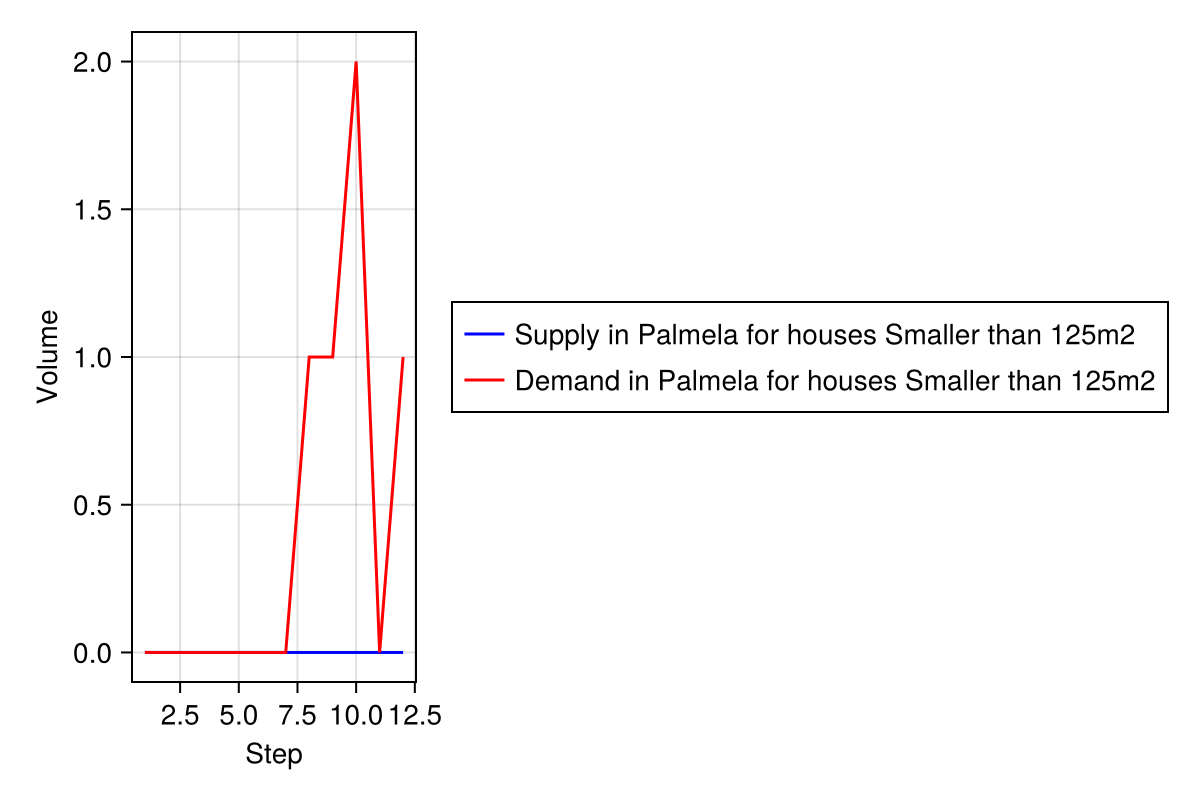 2.0
1.5
1.0
0.5
0.0
Volume
2.5 5.0 7.5 10.0 12.5
Step
Supply in Palmela for houses Smaller than 125m2
Demand in Palmela for houses Smaller than 125m2